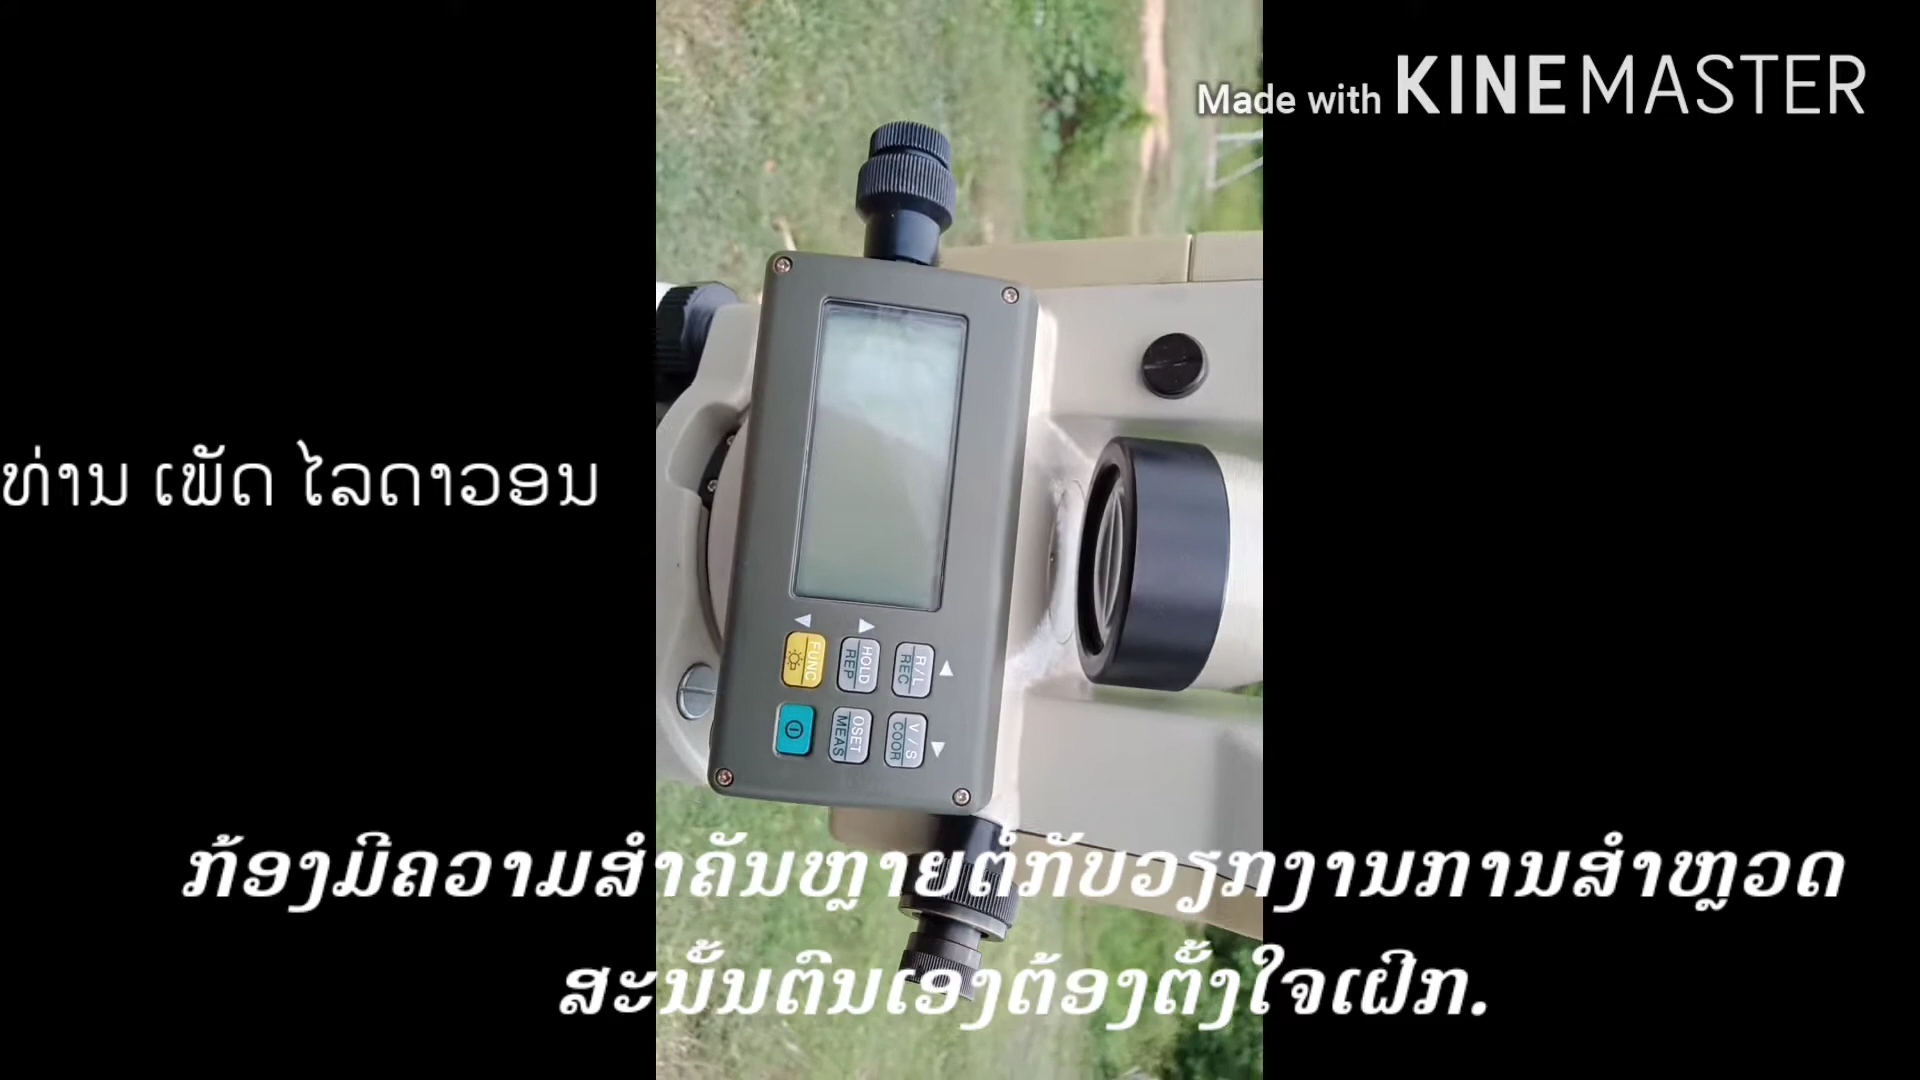 Made with KINEMASTER
ທ່ານ ເພັດ ໄລດາວອນ
FUNC
HOLD
REP
R/L
REC
OSET
MEAS
V/S
COOR
ກ້ອງມີຄວາມສຳຄັນຫຼາຍຕໍ່ກັບວຽກງານການສຳຫຼວດ
ສະນັ້ນຕົນເອງຕ້ອງຕັ້ງໃຈເຝິກ.